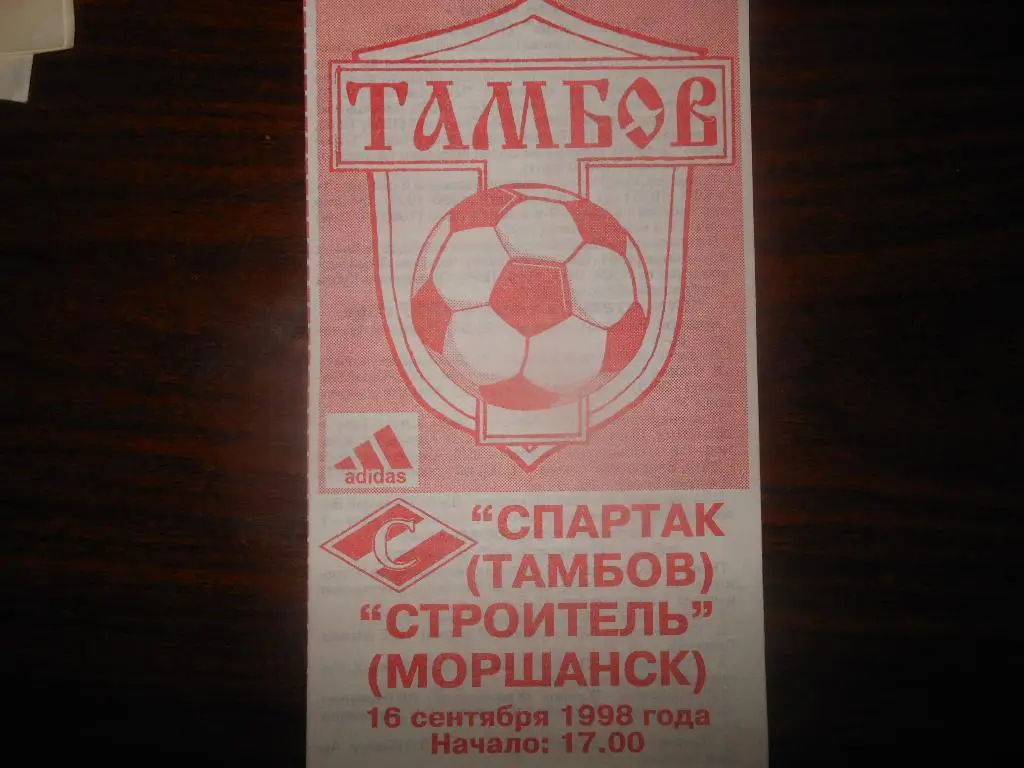 ТАМБОВ
adidas
С
"СПАРТАК
(ТАМБОВ)
"СТРОИТЕЛЬ"
(МОРШАНСК)
16 сентября 1998 года
Начало: 17.00